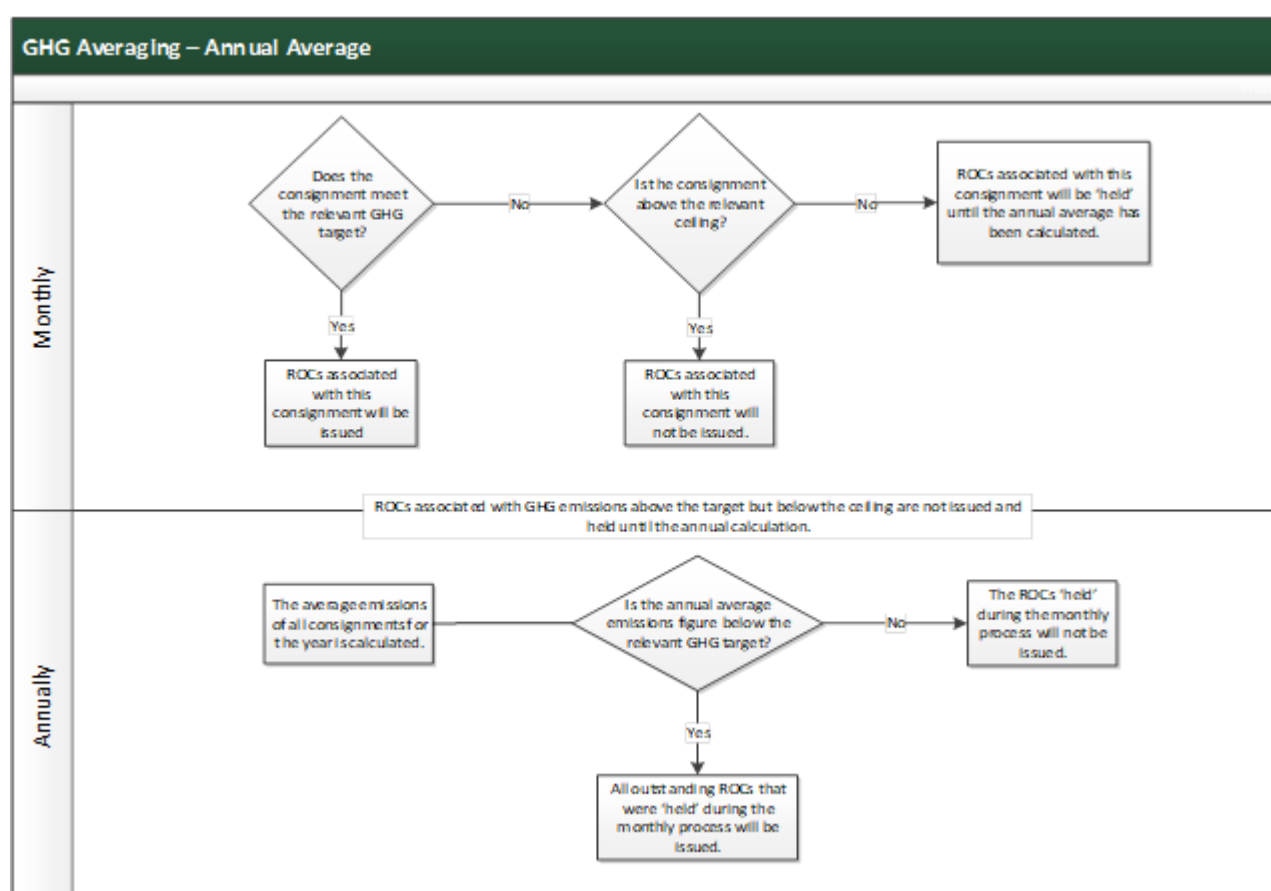 GHG Averaging – Annual Average
Monthly
Does the
consignment meet
the relevant GHG
target?
No
Is the consignment
above the relevant
ceiling?
No
ROCs associated with this
consignment will be ‘held’
until the annual average has
been calculated.
Yes
Yes
ROCs associated
with this
consignment will be
issued
ROCs associated
with this
consignment will
not be issued.
ROCs associated with GHG emissions above the target but below the ceiling are not issued and
held until the annual calculation.
Annually
The average emissions
of all consignments for
the year is calculated.
Is the annual average
emissions figure below the
relevant GHG target?
No
The ROCs ‘held’
during the monthly
process will not be
issued.
Yes
All outstanding ROCs that
were ‘held’ during the
monthly process will be
issued.